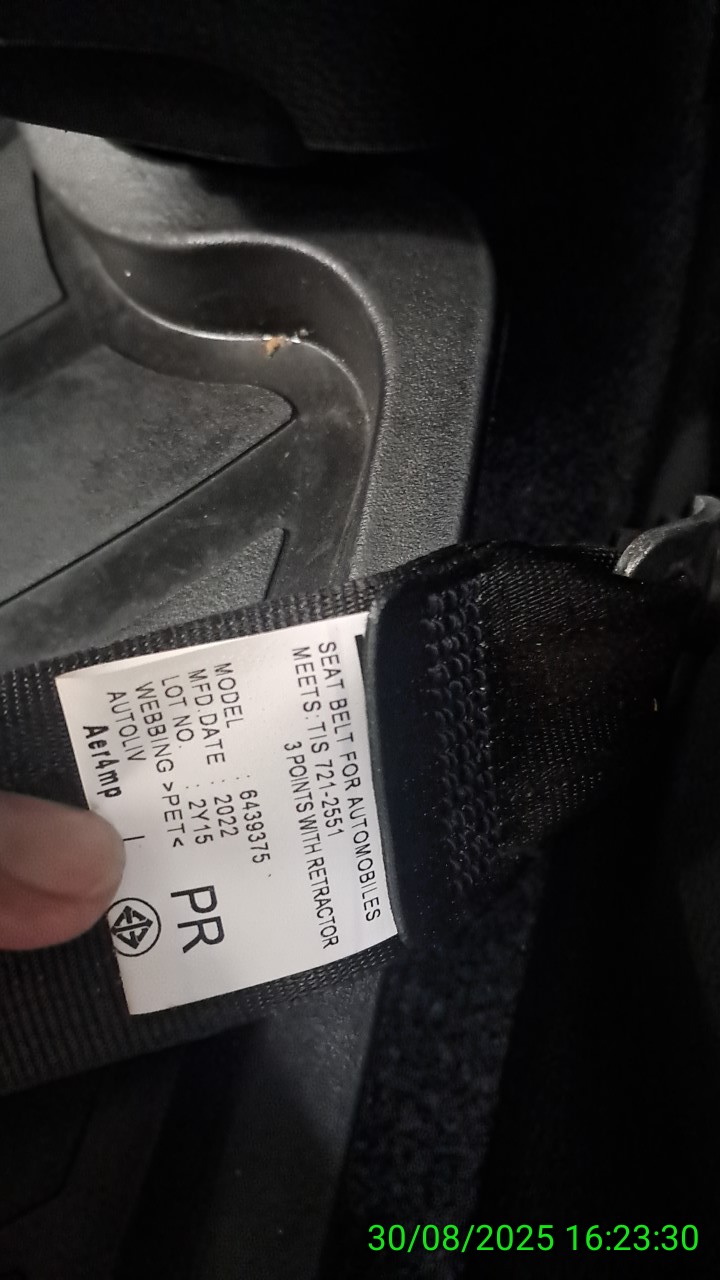 SEAT BELT FOR AUTOMOBILES
MEETS: TIS 721-2551
3 POINTS WITH RETRACTOR
MODEL : 6439375
MFD.DATE : 2022
LOT NO. : 2Y15
WEBBING >PET<
AUTOLIV
PR
Aer4mp
30/08/2025 16:23:30